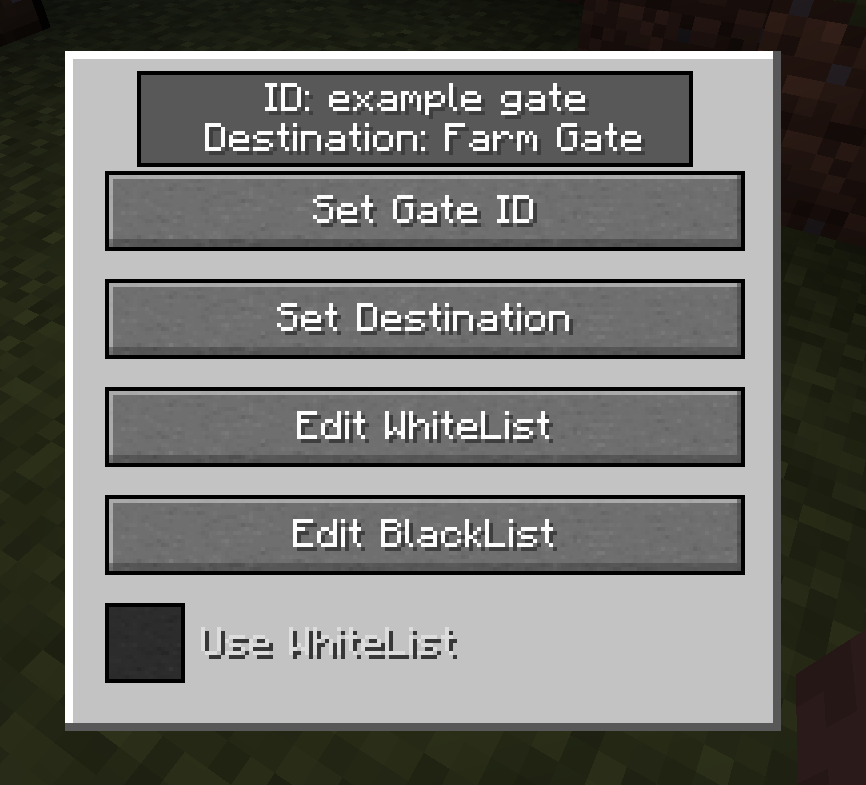 ID: example gate
Destination: Farm Gate
Set Gate ID
Set Destination
Edit WhiteList
Edit BlackList
Use WhiteList